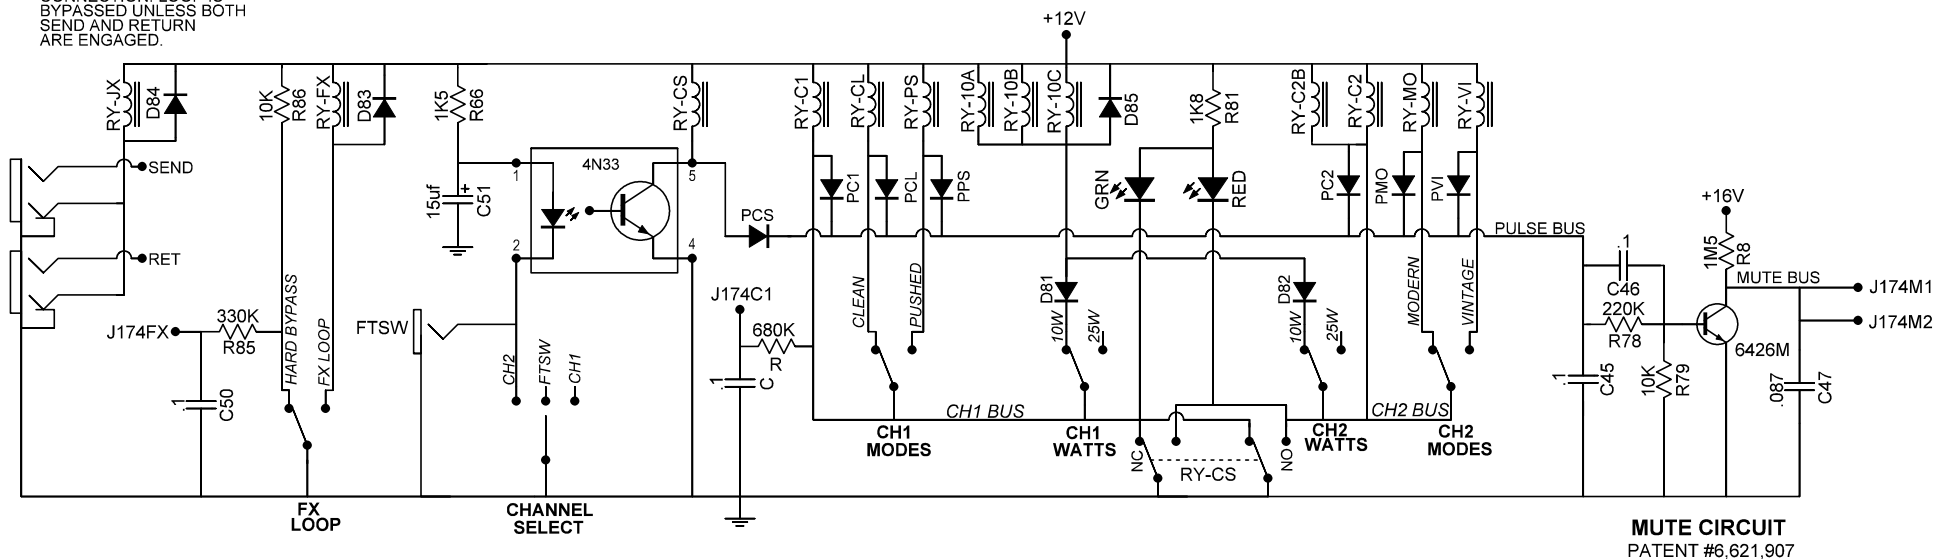 BYPASSED UNLESS BOTH
SEND AND RETURN
ARE ENGAGED.
+12V
RY-JX
D84
10K
R86
RY-FX
D83
1K5
R66
RY-CS
RY-C1
RY-CL
RY-PS
RY-10A
RY-10B
RY-10C
D85
1K8
R81
RY-C2B
RY-C2
RY-MO
RY-VI
SEND
RET
15uf
+
C51
1
4N33
5
2
4
PCS
PC1
PCL
PPS
GRN
RED
PC2
PMO
PVI
PULSE BUS
+16V
1M5
R8
.1
C46
MUTE BUS
J174M1
J174M2
220K
R78
6426M
J174FX
330K
R85
HARD BYPASS
FX LOOP
.1
C50
FTSW
CH2
FTSW
CH1
J174C1
680K
R
.1
C
CLEAN
PUSHED
D81
10W
25W
D82
10W
25W
MODERN
VINTAGE
.1
C45
10K
R79
.087
C47
CH1 BUS
CH2 BUS
CH1
MODES
CH1
WATTS
NC
RY-CS
NO
CH2
WATTS
CH2
MODES
FX
LOOP
CHANNEL
SELECT
MUTE CIRCUIT
PATENT #6,621,907